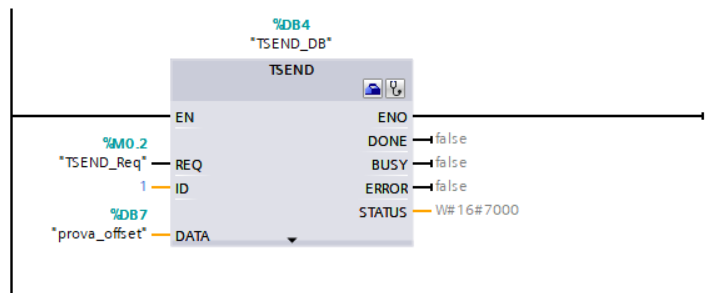 %DB4
"TSEND_DB"
TSEND
EN
ENO
DONE
false
%M0.2
"TSEND_Req"
REQ
BUSY
false
1
ID
ERROR
false
%DB7
STATUS
W#16#7000
"prova_offset"
DATA